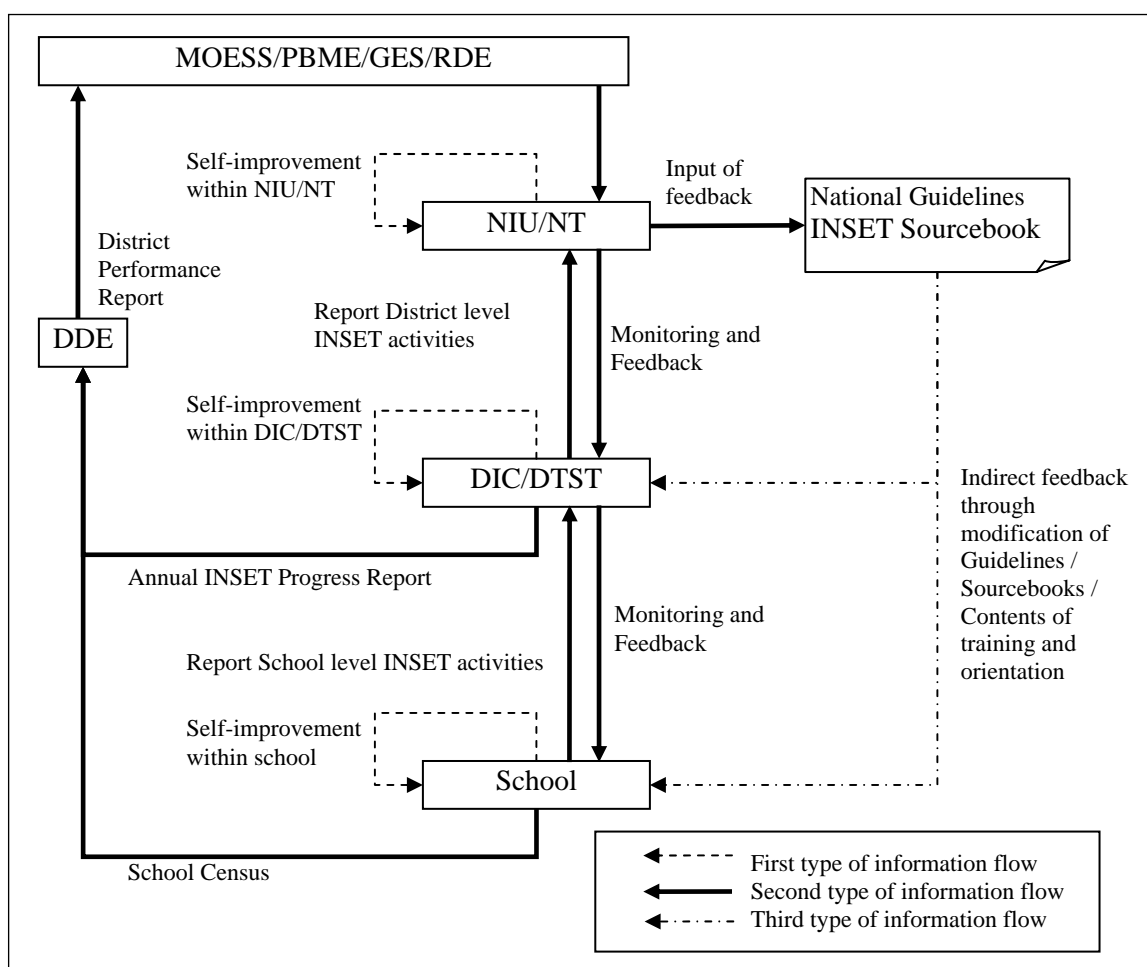 MOESS/PBME/GES/RDE
Self-improvement
within NIU/NT
Input of
feedback
National Guidelines
INSET Sourcebook
NIU/NT
District
Performance
Report
Report District level
INSET activities
Monitoring and
Feedback
DDE
Self-improvement
within DIC/DTST
DIC/DTST
Indirect feedback
through
modification of
Guidelines /
Sourcebooks /
Contents of
training and
orientation
Annual INSET Progress Report
Monitoring and
Feedback
Report School level INSET activities
Self-improvement
within school
School
School Census
First type of information flow
Second type of information flow
Third type of information flow